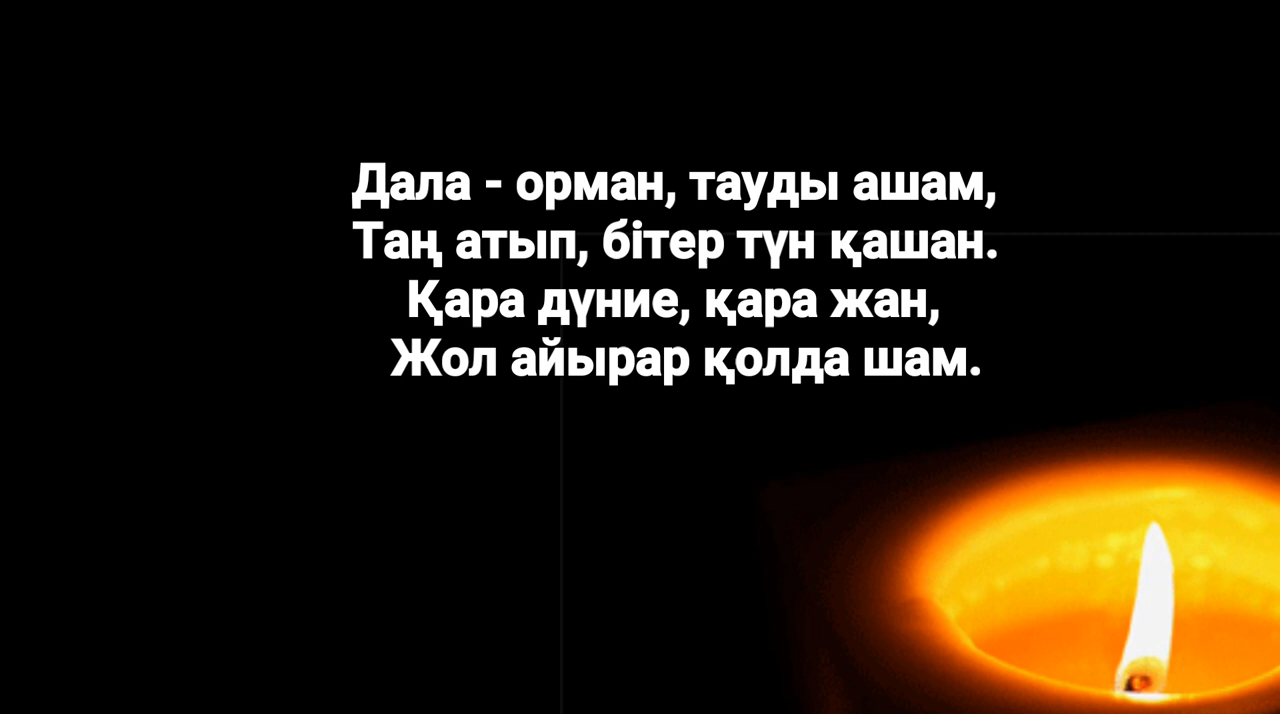 Дала - орман, тауды ашам,
Таң атып, бітер түн қашан.
Қара дүние, қара жан,
Жол айырар қолда шам.